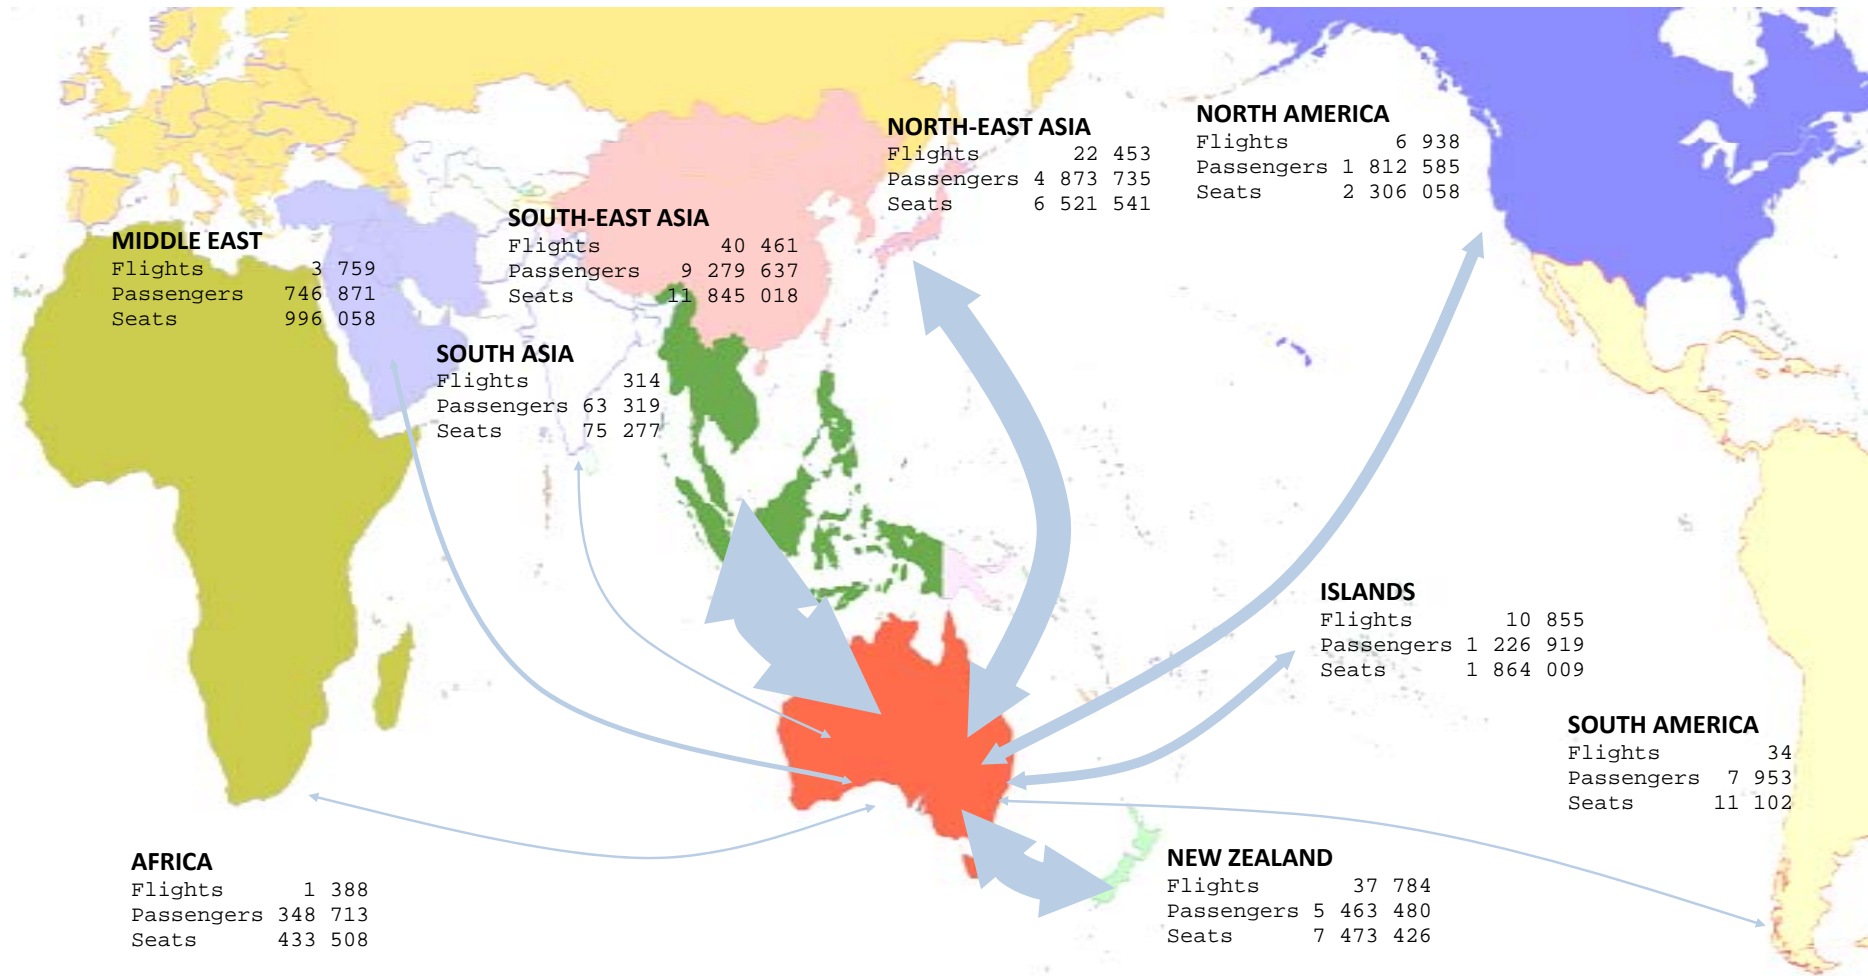 NORTH AMERICA
Flights 6 938
Passengers 1 812 585
Seats 2 306 058
NORTH-EAST ASIA
Flights 22 453
Passengers 4 873 735
Seats 6 521 541
SOUTH-EAST ASIA
Flights 40 461
Passengers 9 279 637
Seats 11 845 018
MIDDLE EAST
Flights 3 759
Passengers 746 871
Seats 996 058
SOUTH ASIA
Flights 314
Passengers 63 319
Seats 75 277
ISLANDS
Flights 10 855
Passengers 1 226 919
Seats 1 864 009
SOUTH AMERICA
Flights 34
Passengers 7 953
Seats 11 102
NEW ZEALAND
Flights 37 784
Passengers 5 463 480
Seats 7 473 426
AFRICA
Flights 1 388
Passengers 348 713
Seats 433 508